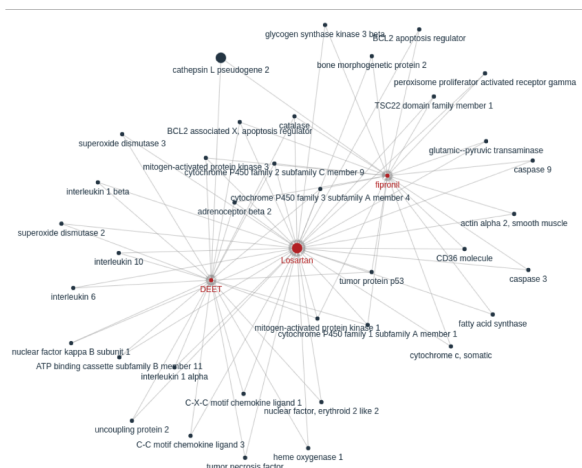 glycogen synthase kinase 3 beta
BCL2 apoptosis regulator
bone morphogenetic protein 2
cathepsin L pseudogene 2
peroxisome proliferator activated receptor gamma
TSC22 domain family member 1
catalase
BCL2 associated X, apoptosis regulator
superoxide dismutase 3
glutamic--pyruvic transaminase
mitogen-activated protein kinase 3
cytochrome P450 family 2 subfamily C member 9
caspase 9
fipronil
interleukin 1 beta
cytochrome P450 family 3 subfamily A member 4
adrenoceptor beta 2
actin alpha 2, smooth muscle
superoxide dismutase 2
CD36 molecule
Losartan
interleukin 10
caspase 3
tumor protein p53
DEET
interleukin 6
fatty acid synthase
mitogen-activated protein kinase 1
cytochrome P450 family 1 subfamily A member 1
nuclear factor kappa B subunit 1
cytochrome c, somatic
ATP binding cassette subfamily B member 11
interleukin 1 alpha
C-X-C motif chemokine ligand 1
nuclear factor, erythroid 2 like 2
uncoupling protein 2
C-C motif chemokine ligand 3
heme oxygenase 1
tumor necrosis factor